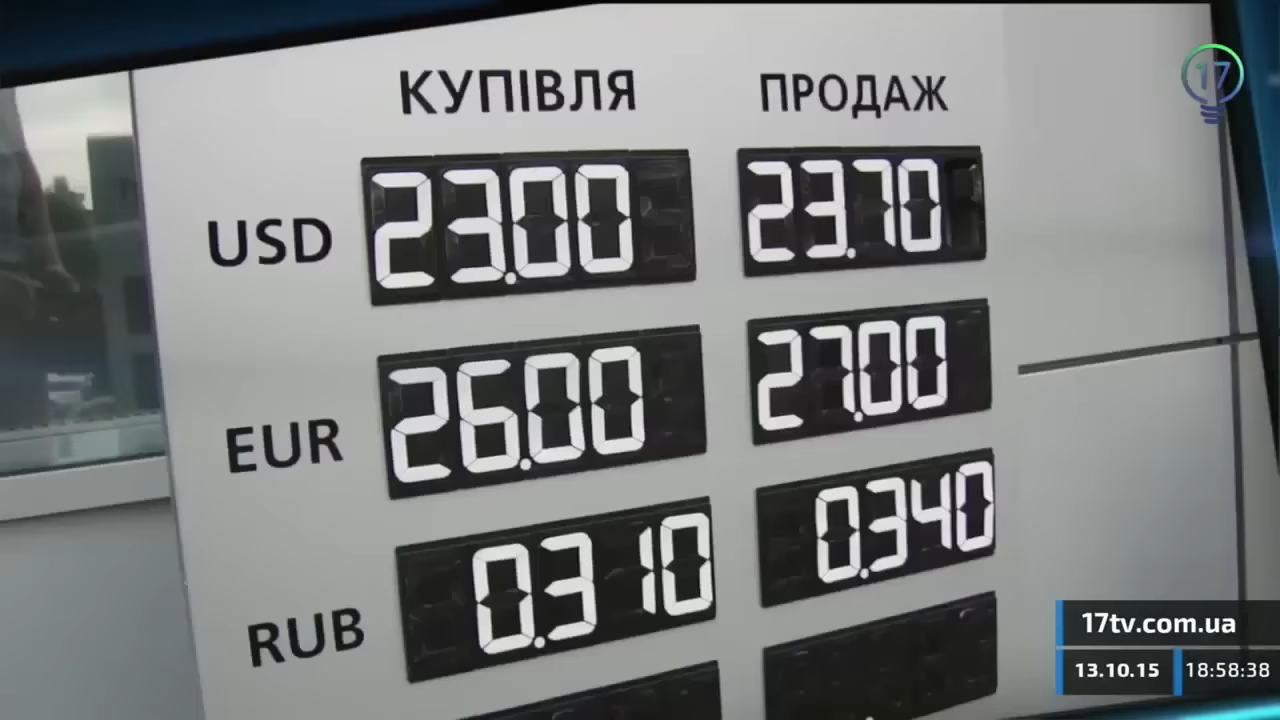 17
КУПІВЛЯ ПРОДАЖ
USD 23.00 23.70
EUR 26.00 27.00
RUB 0.310 0.340
17tv.com.ua
13.10.15 18:58:38